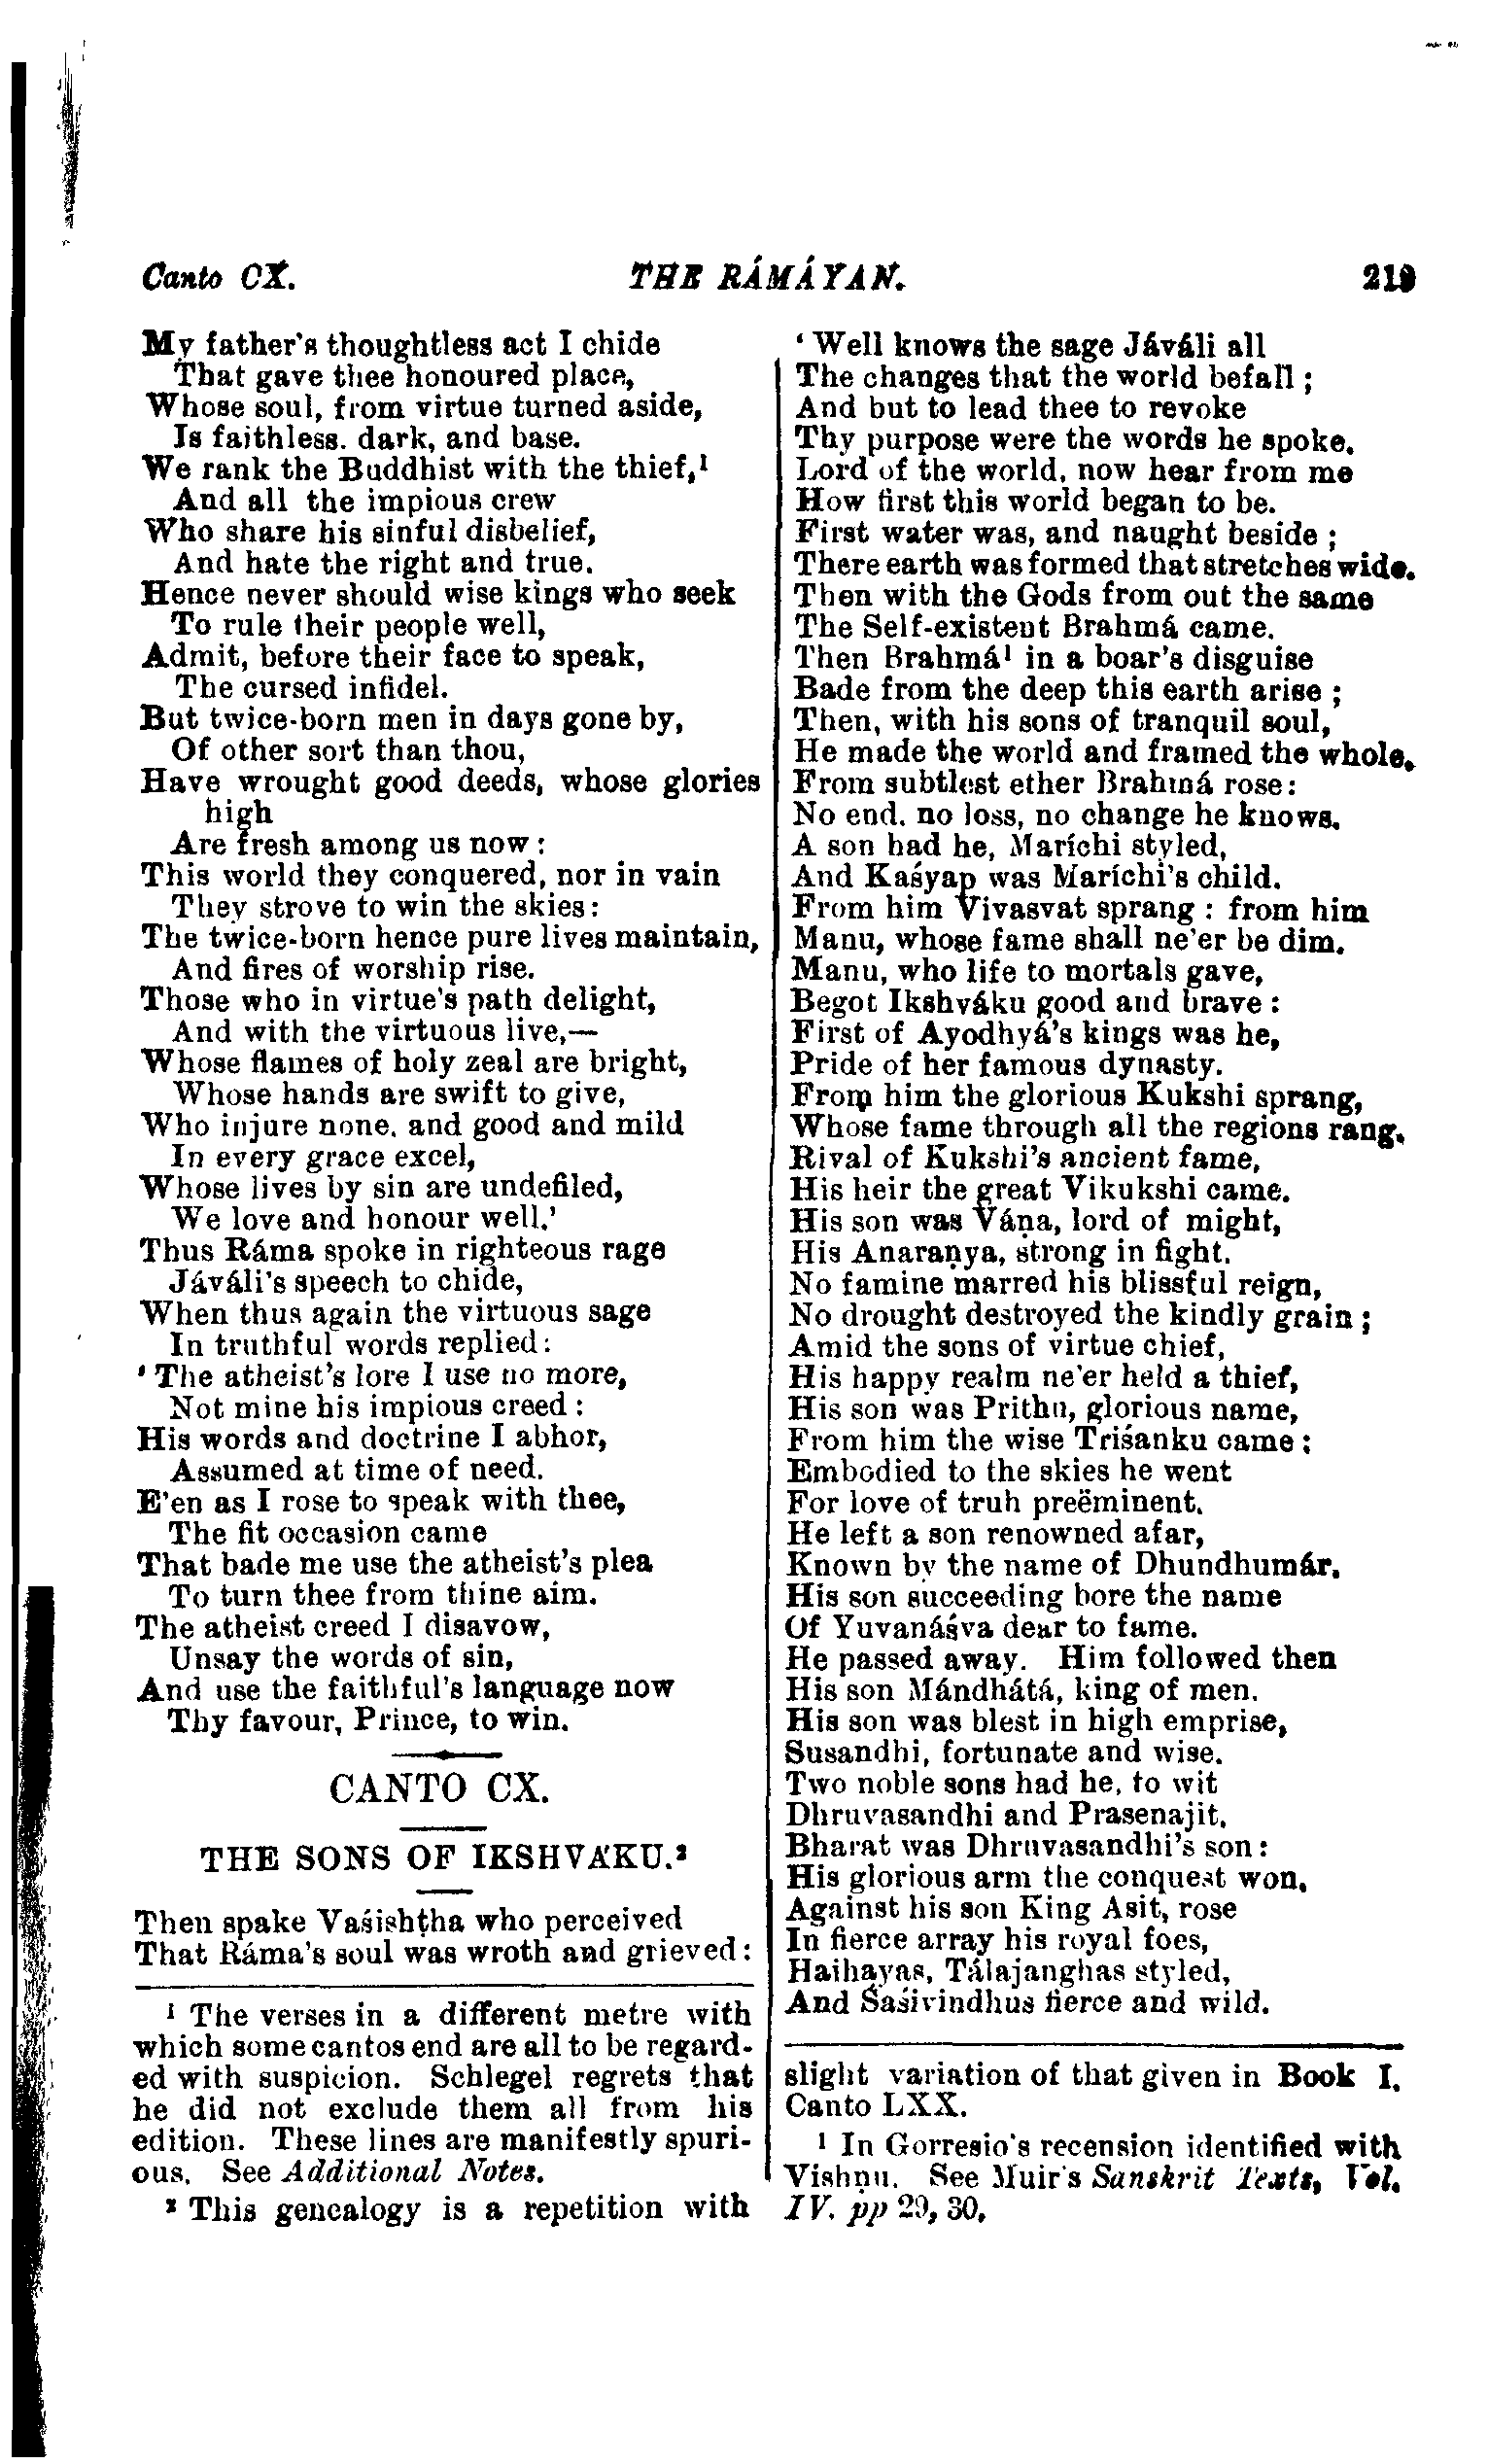 Canto CX. THE RÁMÁYAN. 219
My father's thoughtless act I chide
That gave thee honoured place,
Whose soul, from virtue turned aside,
Is faithless. dark, and base.
We rank the Buddhist with the thief,¹
And all the impious crew
Who share his sinful disbelief,
And hate the right and true.
Hence never should wise kings who seek
To rule their people well,
Admit, before their face to speak,
The cursed infidel.
But twice-born men in days gone by,
Of other sort than thou,
Have wrought good deeds, whose glories
high
Are fresh among us now :
This world they conquered, nor in vain
They strove to win the skies:
The twice-born hence pure lives maintain,
And fires of worship rise.
Those who in virtue's path delight,
And with the virtuous live,—
Whose flames of holy zeal are bright,
Whose hands are swift to give,
Who injure none. and good and mild
In every grace excel,
Whose lives by sin are undefiled,
We love and honour well.'
Thus Ráma spoke in righteous rage
Jáváli's speech to chide,
When thus again the virtuous sage
In truthful words replied:
' The atheist's lore I use no more,
Not mine his impious creed :
His words and doctrine I abhor,
Assumed at time of need.
E'en as I rose to speak with thee,
The fit occasion came
That bade me use the atheist's plea
To turn thee from thine aim.
The atheist creed I disavow,
Unsay the words of sin,
And use the faithful's language now
Thy favour, Prince, to win.
CANTO CX.
THE SONS OF IKSHVÁKU.²
Then spake Vaśishṭha who perceived
That Ráma's soul was wroth and grieved:
¹ The verses in a different metre with
which some cantos end are all to be regard-
ed with suspicion. Schlegel regrets that
he did not exclude them all from his
edition. These lines are manifestly spuri-
ous. See Additional Notes.
² This genealogy is a repetition with
' Well knows the sage Jáváli all
The changes that the world befall ;
And but to lead thee to revoke
Thy purpose were the words he spoke.
Lord of the world, now hear from me
How first this world began to be.
First water was, and naught beside ;
There earth was formed that stretches wide.
Then with the Gods from out the same
The Self-existent Brahmá came.
Then Brahmá¹ in a boar's disguise
Bade from the deep this earth arise ;
Then, with his sons of tranquil soul,
He made the world and framed the whole.
From subtlest ether Brahmá rose:
No end. no loss, no change he knows.
A son had he, Maríchi styled,
And Kaśyap was Maríchi's child.
From him Vivasvat sprang : from him
Manu, whose fame shall ne'er be dim.
Manu, who life to mortals gave,
Begot Ikshváku good and brave :
First of Ayodhyá's kings was he,
Pride of her famous dynasty.
From him the glorious Kukshi sprang,
Whose fame through all the regions rang.
Rival of Kukshi's ancient fame,
His heir the great Vikukshi came.
His son was Váṇa, lord of might,
His Anaraṇya, strong in fight.
No famine marred his blissful reign,
No drought destroyed the kindly grain ;
Amid the sons of virtue chief,
His happy realm ne'er held a thief,
His son was Prithu, glorious name,
From him the wise Triśanku came ;
Embodied to the skies he went
For love of truh preëminent.
He left a son renowned afar,
Known by the name of Dhundhumár.
His son succeeding bore the name
Of Yuvanáśva dear to fame.
He passed away. Him followed then
His son Mándhátá, king of men.
His son was blest in high emprise,
Susandhi, fortunate and wise.
Two noble sons had he, to wit
Dhruvasandhi and Prasenajit.
Bharat was Dhruvasandhi's son:
His glorious arm the conquest won,
Against his son King Asit, rose
In fierce array his royal foes,
Haihayas, Tálajanghas styled,
And Śaśivindhus fierce and wild.
slight variation of that given in Book I.
Canto LXX.
¹ In Gorresio's recension identified with
Vishṇu. See Muir's Sanskrit Texts, Vol.
IV. pp 29, 30.